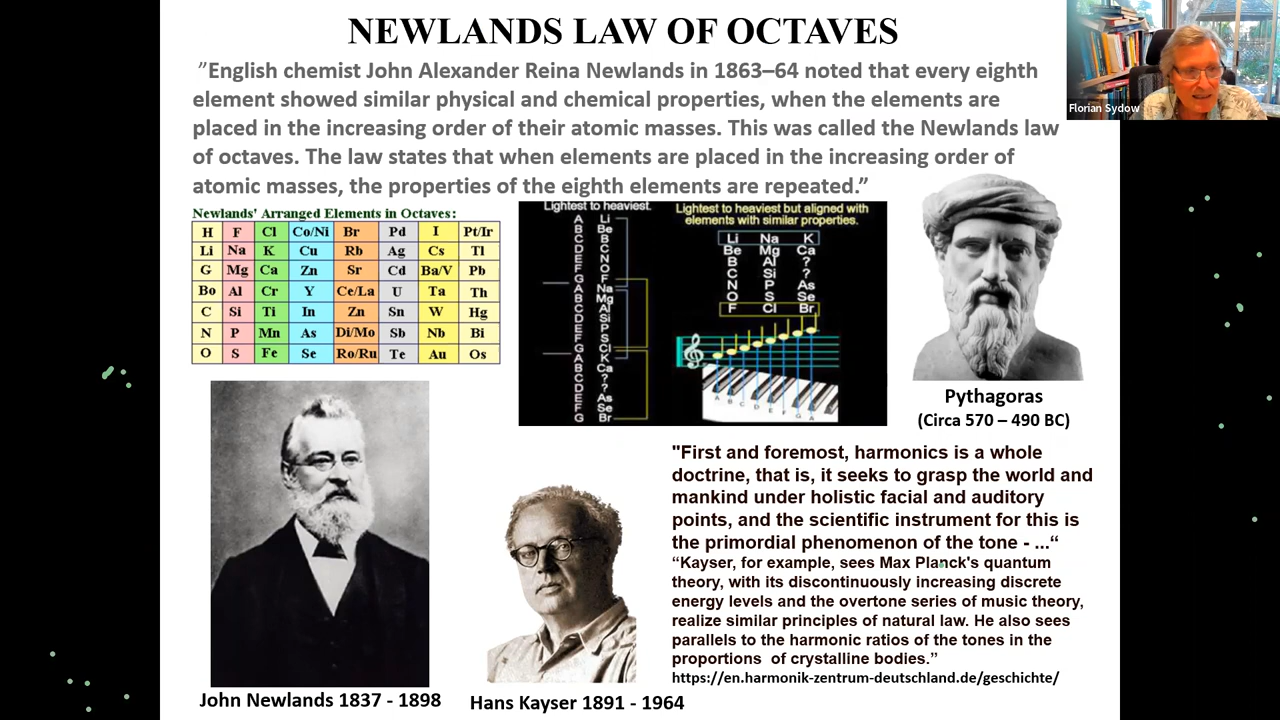 NEWLANDS LAW OF OCTAVES
”English chemist John Alexander Reina Newlands in 1863–64 noted that every eighth
element showed similar physical and chemical properties, when the elements are
placed in the increasing order of their atomic masses. This was called the Newlands law
of octaves. The law states that when elements are placed in the increasing order of
atomic masses, the properties of the eighth elements are repeated.”
Florian Sydow
Newlands' Arranged Elements in Octaves:
H F Cl Co/Ni Br Pd I Pt/Ir
Li Na K Cu Rb Ag Cs Tl
G Mg Ca Zn Sr Cd Ba/V Pb
Bo Al Cr Y Ce/La U Ta Th
C Si Ti In Zn Sn W Hg
N P Mn As Di/Mo Sb Nb Bi
O S Fe Se Ro/Ru Te Au Os
Lightest to heaviest.
A Li
B Be
C B
D C
E N
F O
G F
A Na
B Mg
C Al
D Si
E P
F S
G Cl
A K
B Ca
C ?
D ?
E As
F Se
G Br
Lightest to heaviest but aligned with
elements with similar properties.
Li Na K
Be Mg Ca
B Al ?
C Si ?
N P As
O S Se
F Cl Br
A B C D E F G A
Pythagoras
(Circa 570 – 490 BC)
"First and foremost, harmonics is a whole
doctrine, that is, it seeks to grasp the world and
mankind under holistic facial and auditory
points, and the scientific instrument for this is
the primordial phenomenon of the tone - ...“
“Kayser, for example, sees Max Planck's quantum
theory, with its discontinuously increasing discrete
energy levels and the overtone series of music theory,
realize similar principles of natural law. He also sees
parallels to the harmonic ratios of the tones in the
proportions of crystalline bodies.”
https://en.harmonik-zentrum-deutschland.de/geschichte/
John Newlands 1837 - 1898
Hans Kayser 1891 - 1964